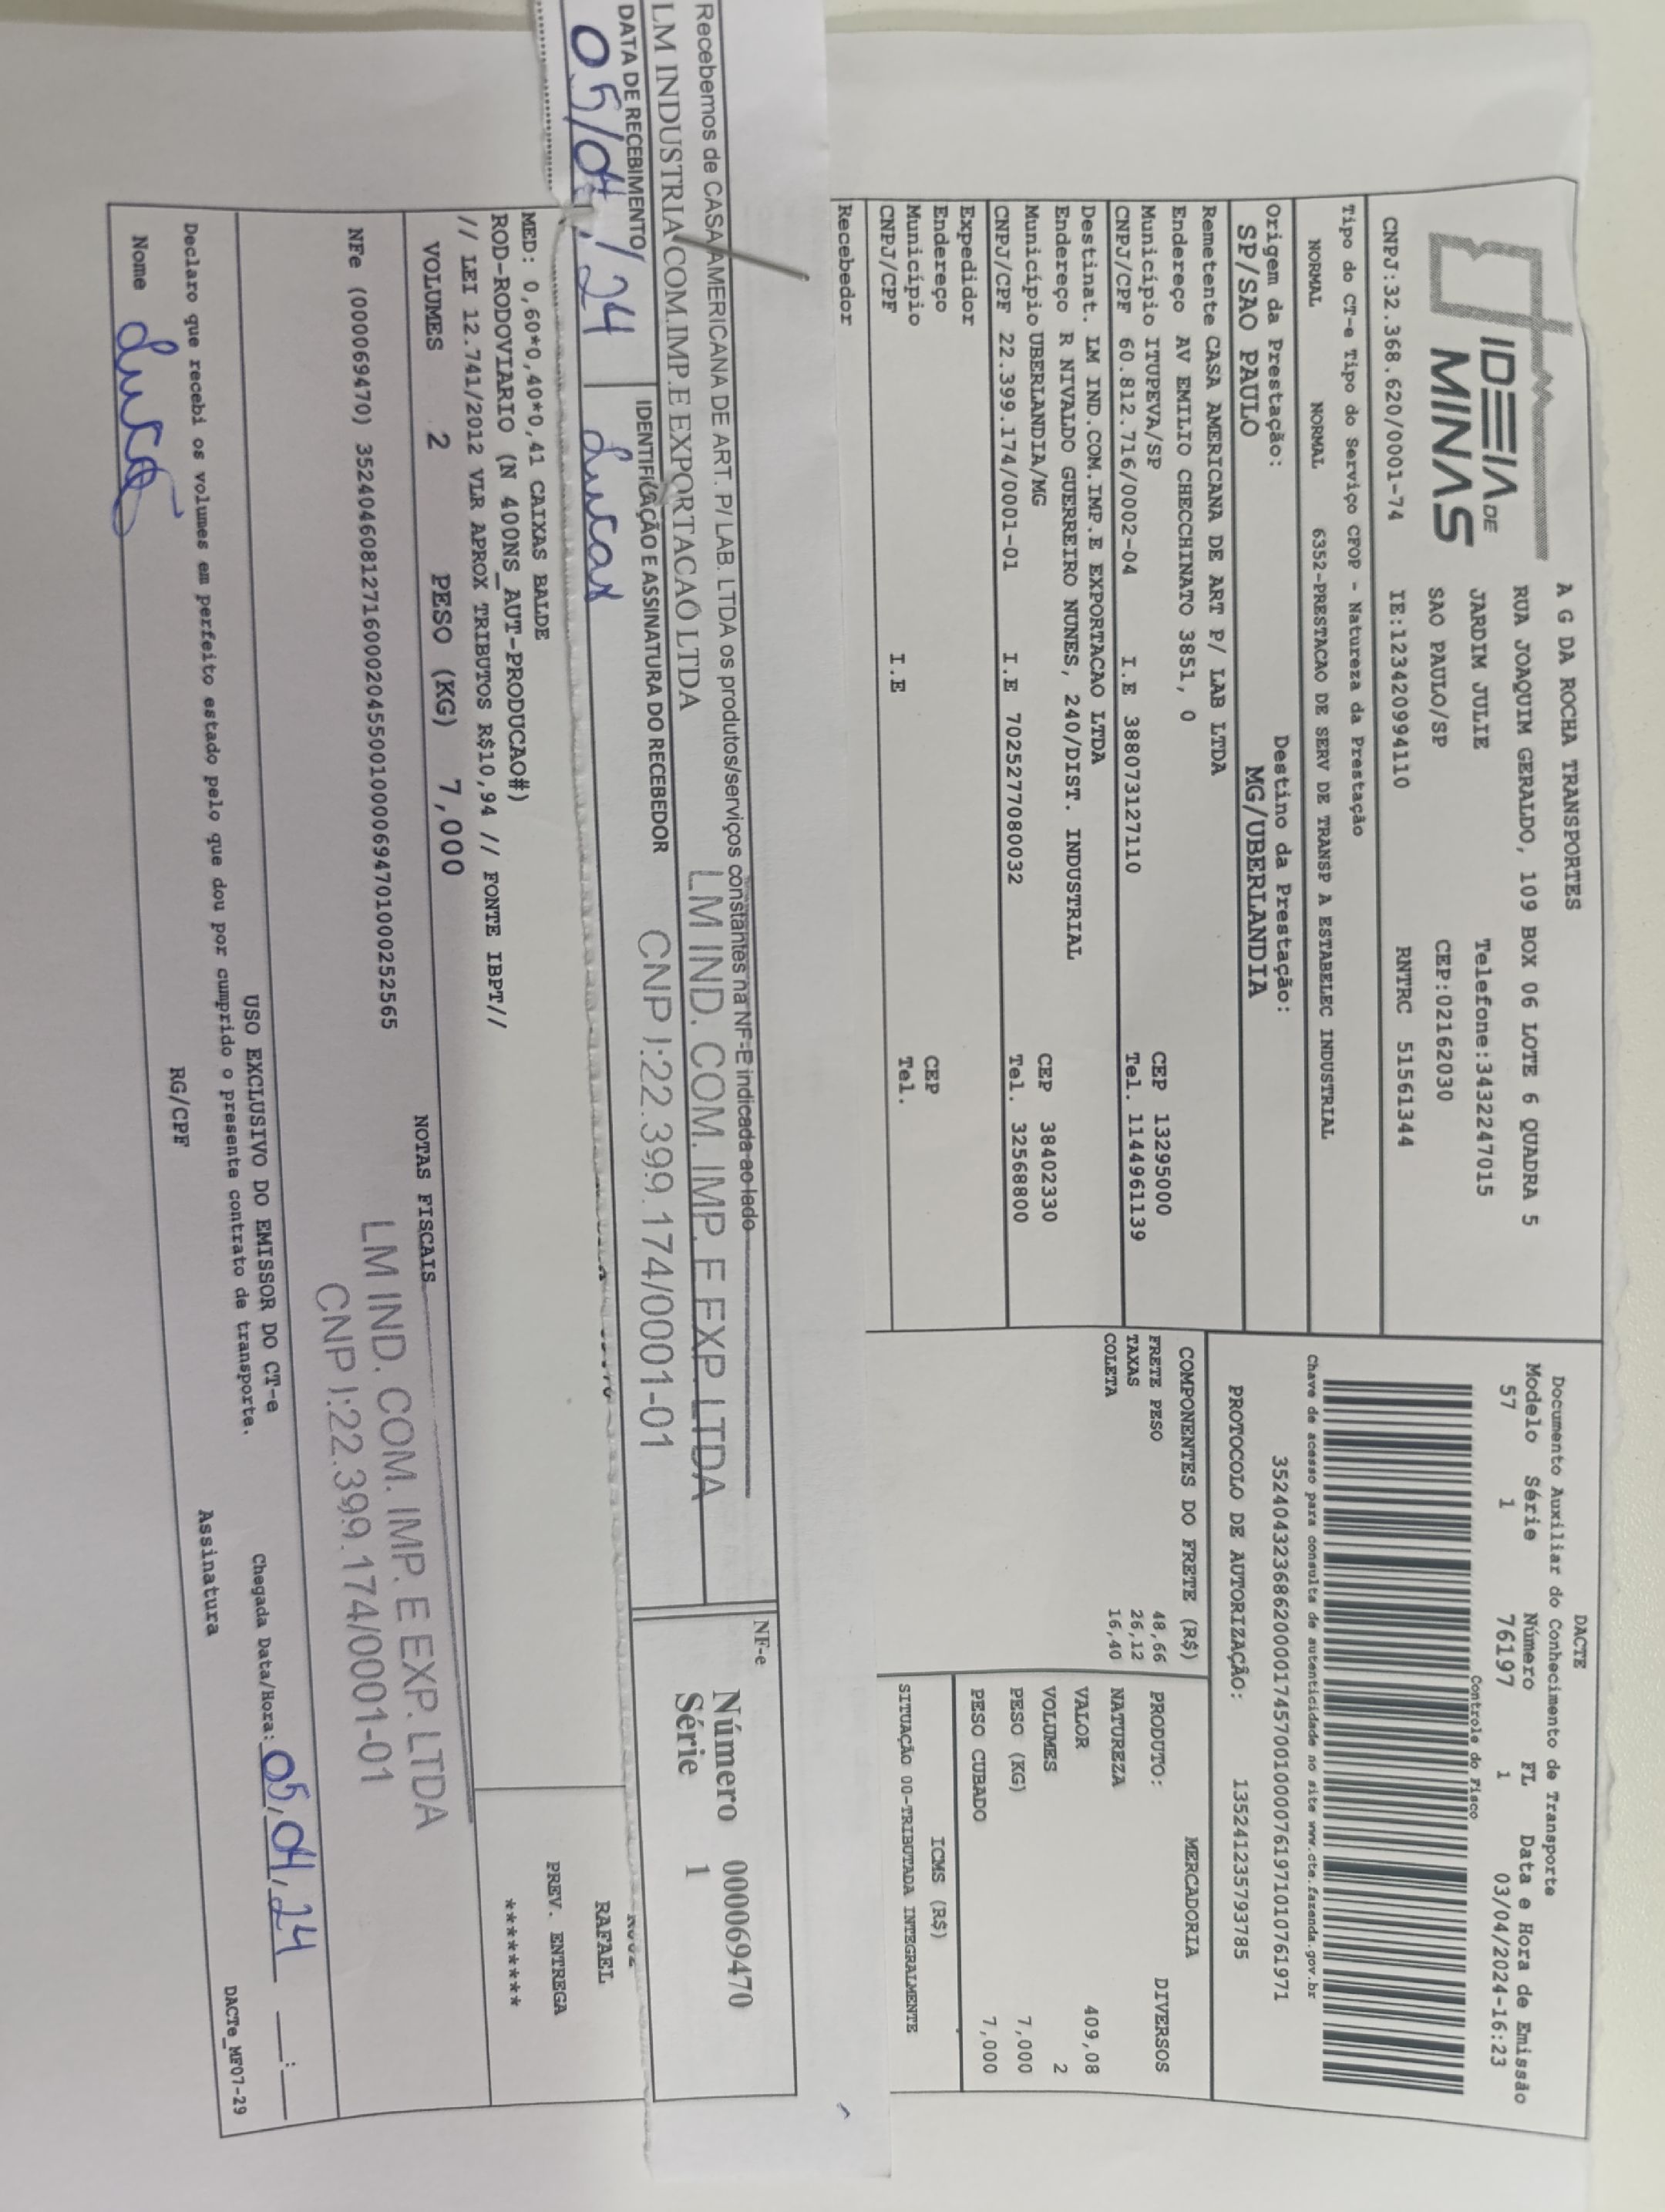 IDEIA DE
MINAS
A G DA ROCHA TRANSPORTES
RUA JOAQUIM GERALDO, 109 BOX 06 LOTE 6 QUADRA 5
JARDIM JULIE Telefone:3432247015
SAO PAULO/SP CEP:02162030
CNPJ:32.368.620/0001-74 IE:123420994110 RNTRC 51561344
Tipo do CT-e Tipo do Serviço CFOP - Natureza da Prestação
NORMAL NORMAL 6352-PRESTACAO DE SERV DE TRANSP A ESTABELEC INDUSTRIAL
Origem da Prestação: Destino da Prestação:
SP/SAO PAULO MG/UBERLANDIA
Remetente CASA AMERICANA DE ART P/ LAB LTDA
Endereço AV EMILIO CHECCHINATO 3851, 0
Município ITUPEVA/SP CEP 13295000
CNPJ/CPF 60.812.716/0002-04 I.E 38807312​7110 Tel. 1144961139
Destinat. LM IND.COM.IMP.E EXPORTACAO LTDA
Endereço R NIVALDO GUERREIRO NUNES, 240/DIST. INDUSTRIAL
Município UBERLANDIA/MG CEP 38402330
CNPJ/CPF 22.399.174/0001-01 I.E 7025277080032 Tel. 32568800
Expedidor
Endereço
Município CEP
CNPJ/CPF I.E Tel.
Recebedor
DACTE
Documento Auxiliar do Conhecimento de Transporte
Modelo Série Número FL Data e Hora de Emissão
57 1 76197 1 03/04/2024-16:23
Controle do Fisco
Chave de acesso para consulta de autenticidade no site www.cte.fazenda.gov.br
35240432368620000174570010000761971010761971
PROTOCOLO DE AUTORIZAÇÃO: 135241235793785
COMPONENTES DO FRETE (R$)
FRETE PESO 48,66
TAXAS 26,12
COLETA 16,40
MERCADORIA
PRODUTO: DIVERSOS
NATUREZA
VALOR 409,08
VOLUMES 2
PESO (KG) 7,000
PESO CUBADO 7,000
ICMS (R$)
SITUAÇÃO 00-TRIBUTADA INTEGRALMENTE
Recebemos de CASA AMERICANA DE ART. P/ LAB. LTDA os produtos/serviços constantes na NF-E indicada ao lado
LM INDUSTRIA COM.IMP.E EXPORTACAO LTDA
LM IND. COM. IMP. E EXP. LTDA
CNPJ:22.399.174/0001-01
DATA DE RECEBIMENTO IDENTIFICAÇÃO E ASSINATURA DO RECEBEDOR
05/04/24 Lucas
NF-e
Número 000069470
Série 1
RAFAEL
MED: 0,60*0,40*0,41 CAIXAS BALDE
ROD-RODOVIARIO (N 400NS_AUT-PRODUCAO#)
// LEI 12.741/2012 VLR APROX TRIBUTOS R$10,94 // FONTE IBPT//
PREV. ENTREGA
********
VOLUMES 2 PESO (KG) 7,000
NOTAS FISCAIS
NFe (000069470) 35240460812716000204550010000694701000252565
LM IND. COM. IMP. E EXP. LTDA
CNPJ:22.399.174/0001-01
USO EXCLUSIVO DO EMISSOR DO CT-e
Declaro que recebi os volumes em perfeito estado pelo que dou por cumprido o presente contrato de transporte.
Chegada Data/Hora: 05/04/24 __:__
Nome Lucas RG/CPF Assinatura
DACTe_MF07-29